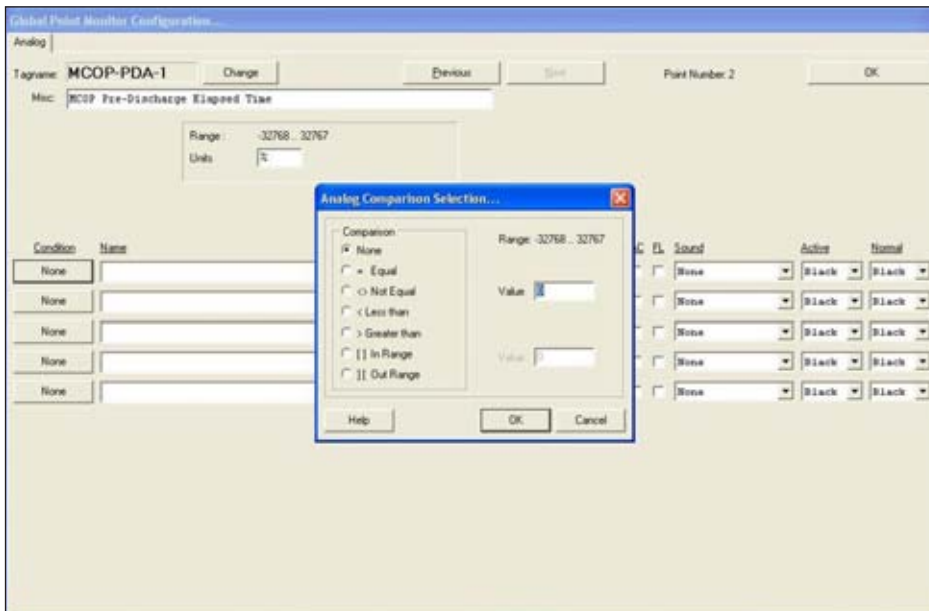 Global Point Monitor Configuration...
Analog
Tagname: MCOP-PDA-1 Change Previous Next Point Number: 2 OK
Misc: MCOP Pre-Discharge Elapsed Time
Range: -32768 .. 32767
Units %
Analog Comparison Selection...
Comparison
None
= Equal
<> Not Equal
< Less than
> Greater than
[ ] In Range
] [ Out Range
Range: -32768 .. 32767
Value 0
Value 0
Help OK Cancel
Condition Name FL Sound Active Normal
None None Black Black
None None Black Black
None None Black Black
None None Black Black
None None Black Black